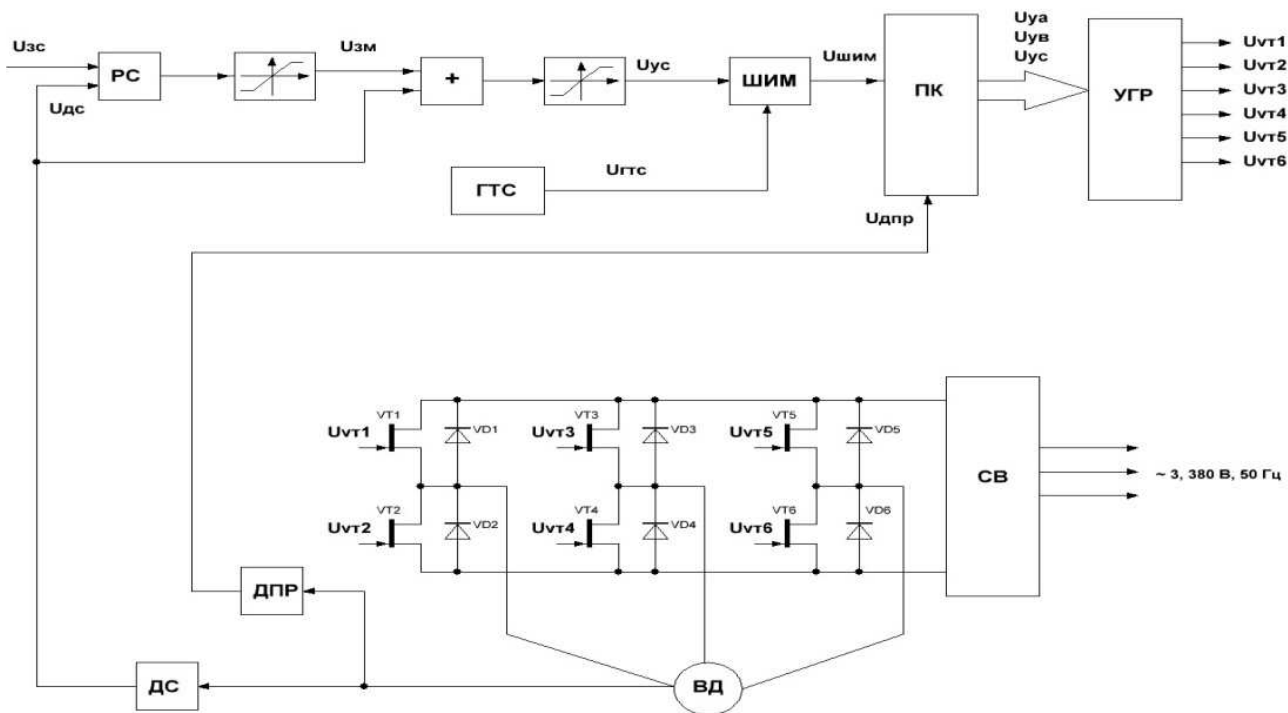 Uзс
РС
Uдс
Uзм
+
Uус
ШИМ
Uшим
ПК
Uуа
Uув
Uус
УГР
Uvт1
Uvт2
Uvт3
Uvт4
Uvт5
Uvт6
ГТС
Uгтс
Uдпр
VT1
Uvт1
VD1
VT3
Uvт3
VD3
VT5
Uvт5
VD5
VT2
Uvт2
VD2
VT4
Uvт4
VD4
VT6
Uvт6
VD6
СВ
~ 3, 380 В, 50 Гц
ДПР
ДС
ВД